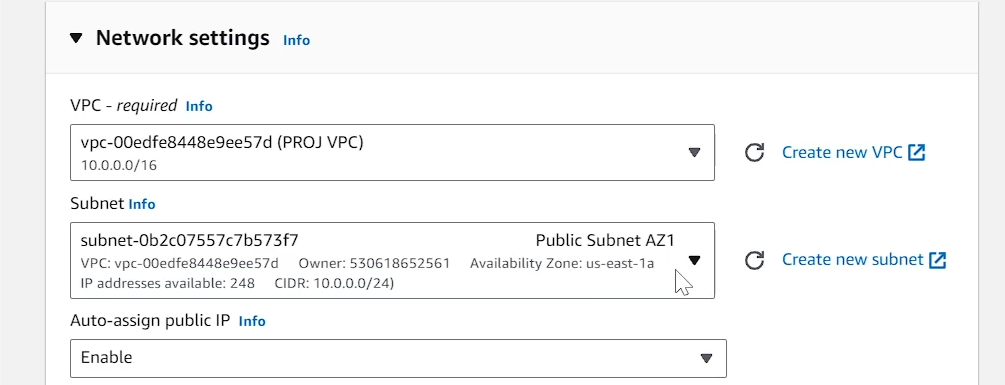 Network settings Info
VPC - required Info
vpc-00edfe8448e9ee57d (PROJ VPC)
10.0.0.0/16
Create new VPC
Subnet Info
subnet-0b2c07557c7b573f7 Public Subnet AZ1
VPC: vpc-00edfe8448e9ee57d Owner: 530618652561 Availability Zone: us-east-1a
IP addresses available: 248 CIDR: 10.0.0.0/24)
Create new subnet
Auto-assign public IP Info
Enable